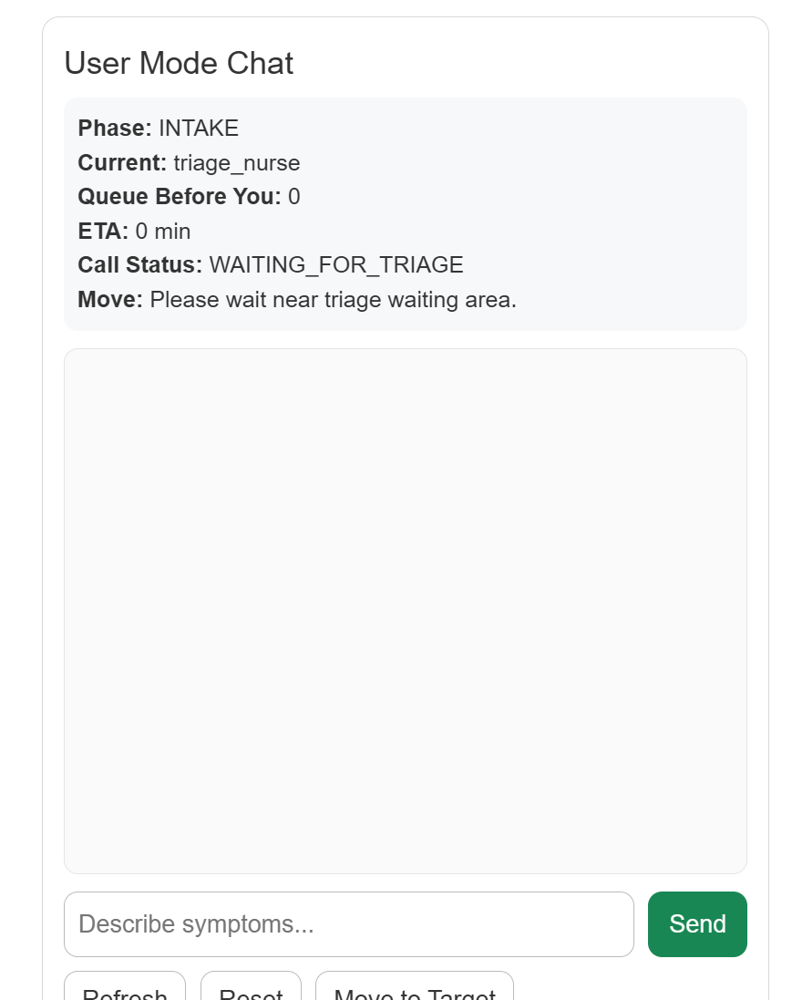 User Mode Chat
Phase: INTAKE
Current: triage_nurse
Queue Before You: 0
ETA: 0 min
Call Status: WAITING_FOR_TRIAGE
Move: Please wait near triage waiting area.
Describe symptoms...
Send
Refresh
Reset
Move to Target